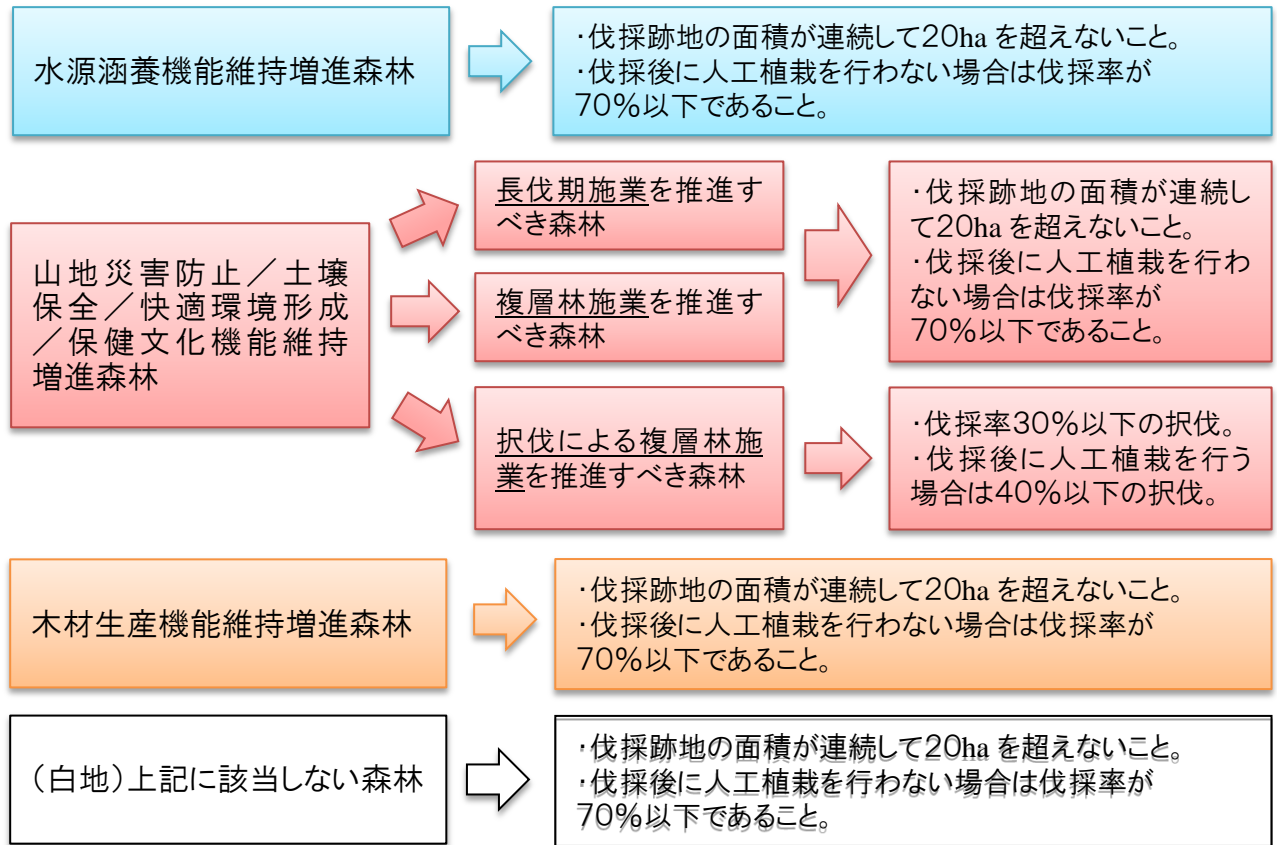 水源涵養機能維持増進森林
・伐採跡地の面積が連続して20haを超えないこと。
・伐採後に人工植栽を行わない場合は伐採率が
70%以下であること。
山地災害防止／土壌
保全／快適環境形成
／保健文化機能維持
増進森林
長伐期施業を推進す
べき森林
複層林施業を推進す
べき森林
・伐採跡地の面積が連続し
て20haを超えないこと。
・伐採後に人工植栽を行わ
ない場合は伐採率が
70%以下であること。
択伐による複層林施
業を推進すべき森林
・伐採率30%以下の択伐。
・伐採後に人工植栽を行う
場合は40%以下の択伐。
木材生産機能維持増進森林
・伐採跡地の面積が連続して20haを超えないこと。
・伐採後に人工植栽を行わない場合は伐採率が
70%以下であること。
（白地）上記に該当しない森林
・伐採跡地の面積が連続して20haを超えないこと。
・伐採後に人工植栽を行わない場合は伐採率が
70%以下であること。